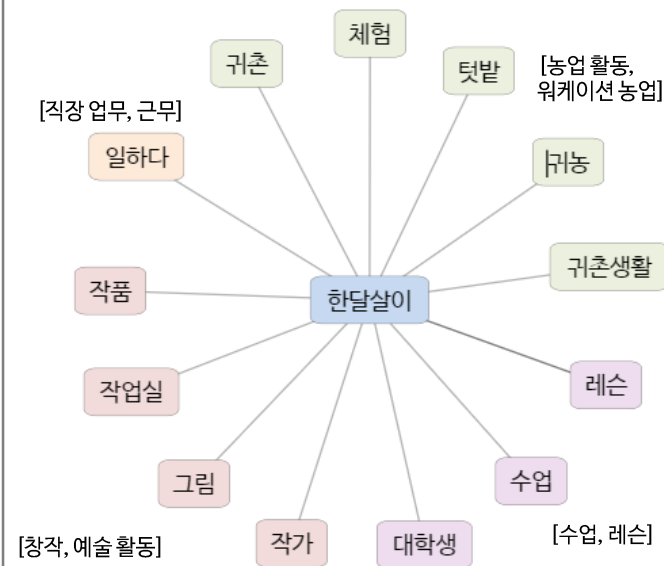 체험
귀촌
텃밭
[농업 활동,
워케이션 농업]
[직장 업무, 근무]
일하다
귀농
귀촌생활
작품
한달살이
작업실
레슨
그림
수업
[창작, 예술 활동]
작가
대학생
[수업, 레슨]